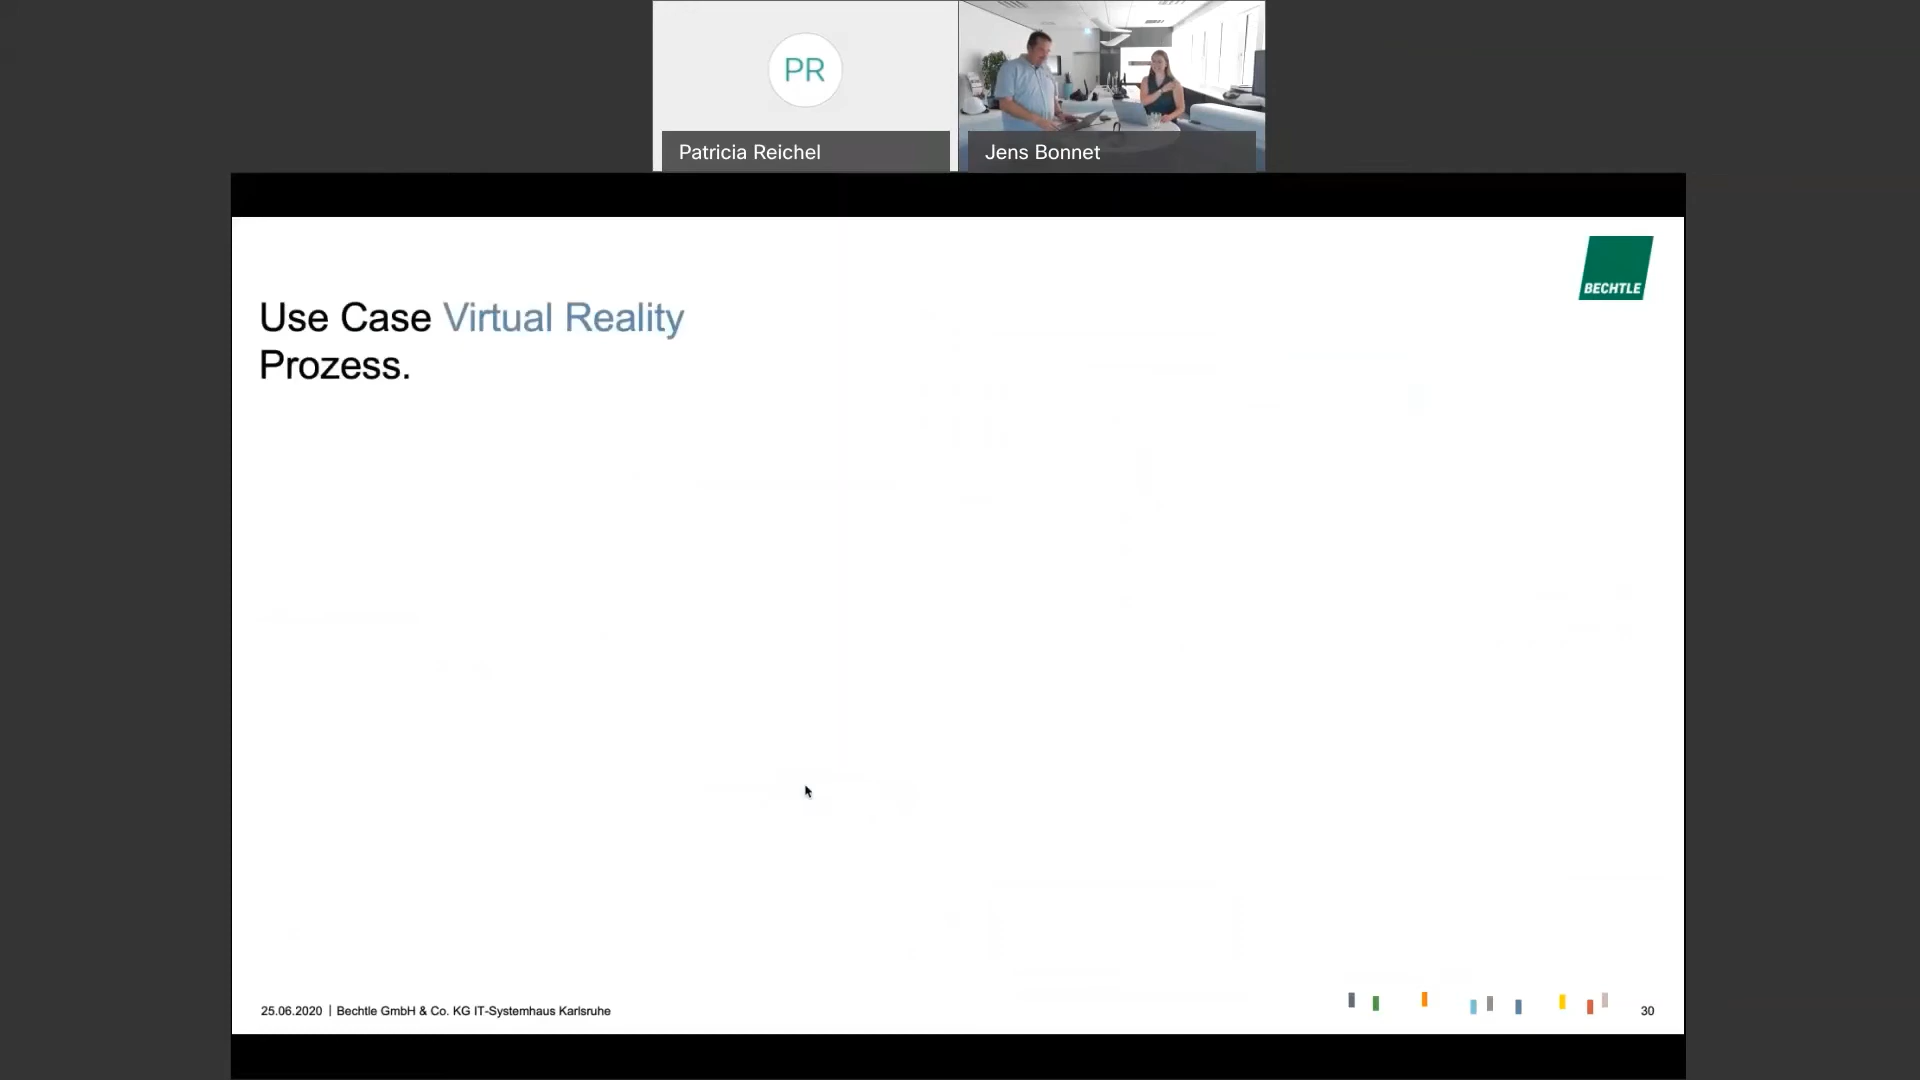 PR
Patricia Reichel
Jens Bonnet
BECHTLE
Use Case Virtual Reality
Prozess.
25.06.2020 | Bechtle GmbH & Co. KG IT-Systemhaus Karlsruhe
30